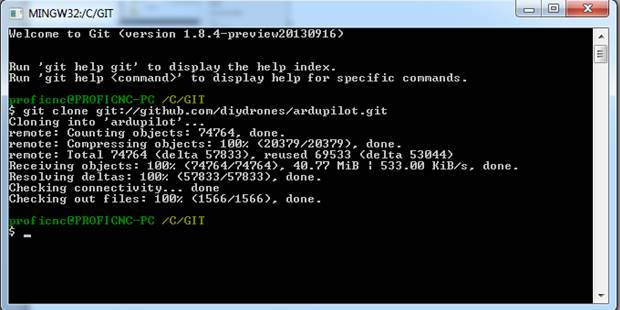 MINGW32:/C/GIT
Welcome to Git (version 1.8.4-preview20130916)
Run 'git help git' to display the help index.
Run 'git help <command>' to display help for specific commands.
proficnc@PROFICNC-PC /C/GIT
$ git clone git://github.com/diydrones/ardupilot.git
Cloning into 'ardupilot'...
remote: Counting objects: 74764, done.
remote: Compressing objects: 100% (20379/20379), done.
remote: Total 74764 (delta 57833), reused 69533 (delta 53044)
Receiving objects: 100% (74764/74764), 40.77 MiB | 533.00 KiB/s, done.
Resolving deltas: 100% (57833/57833), done.
Checking connectivity... done
Checking out files: 100% (1566/1566), done.
proficnc@PROFICNC-PC /C/GIT
$ _